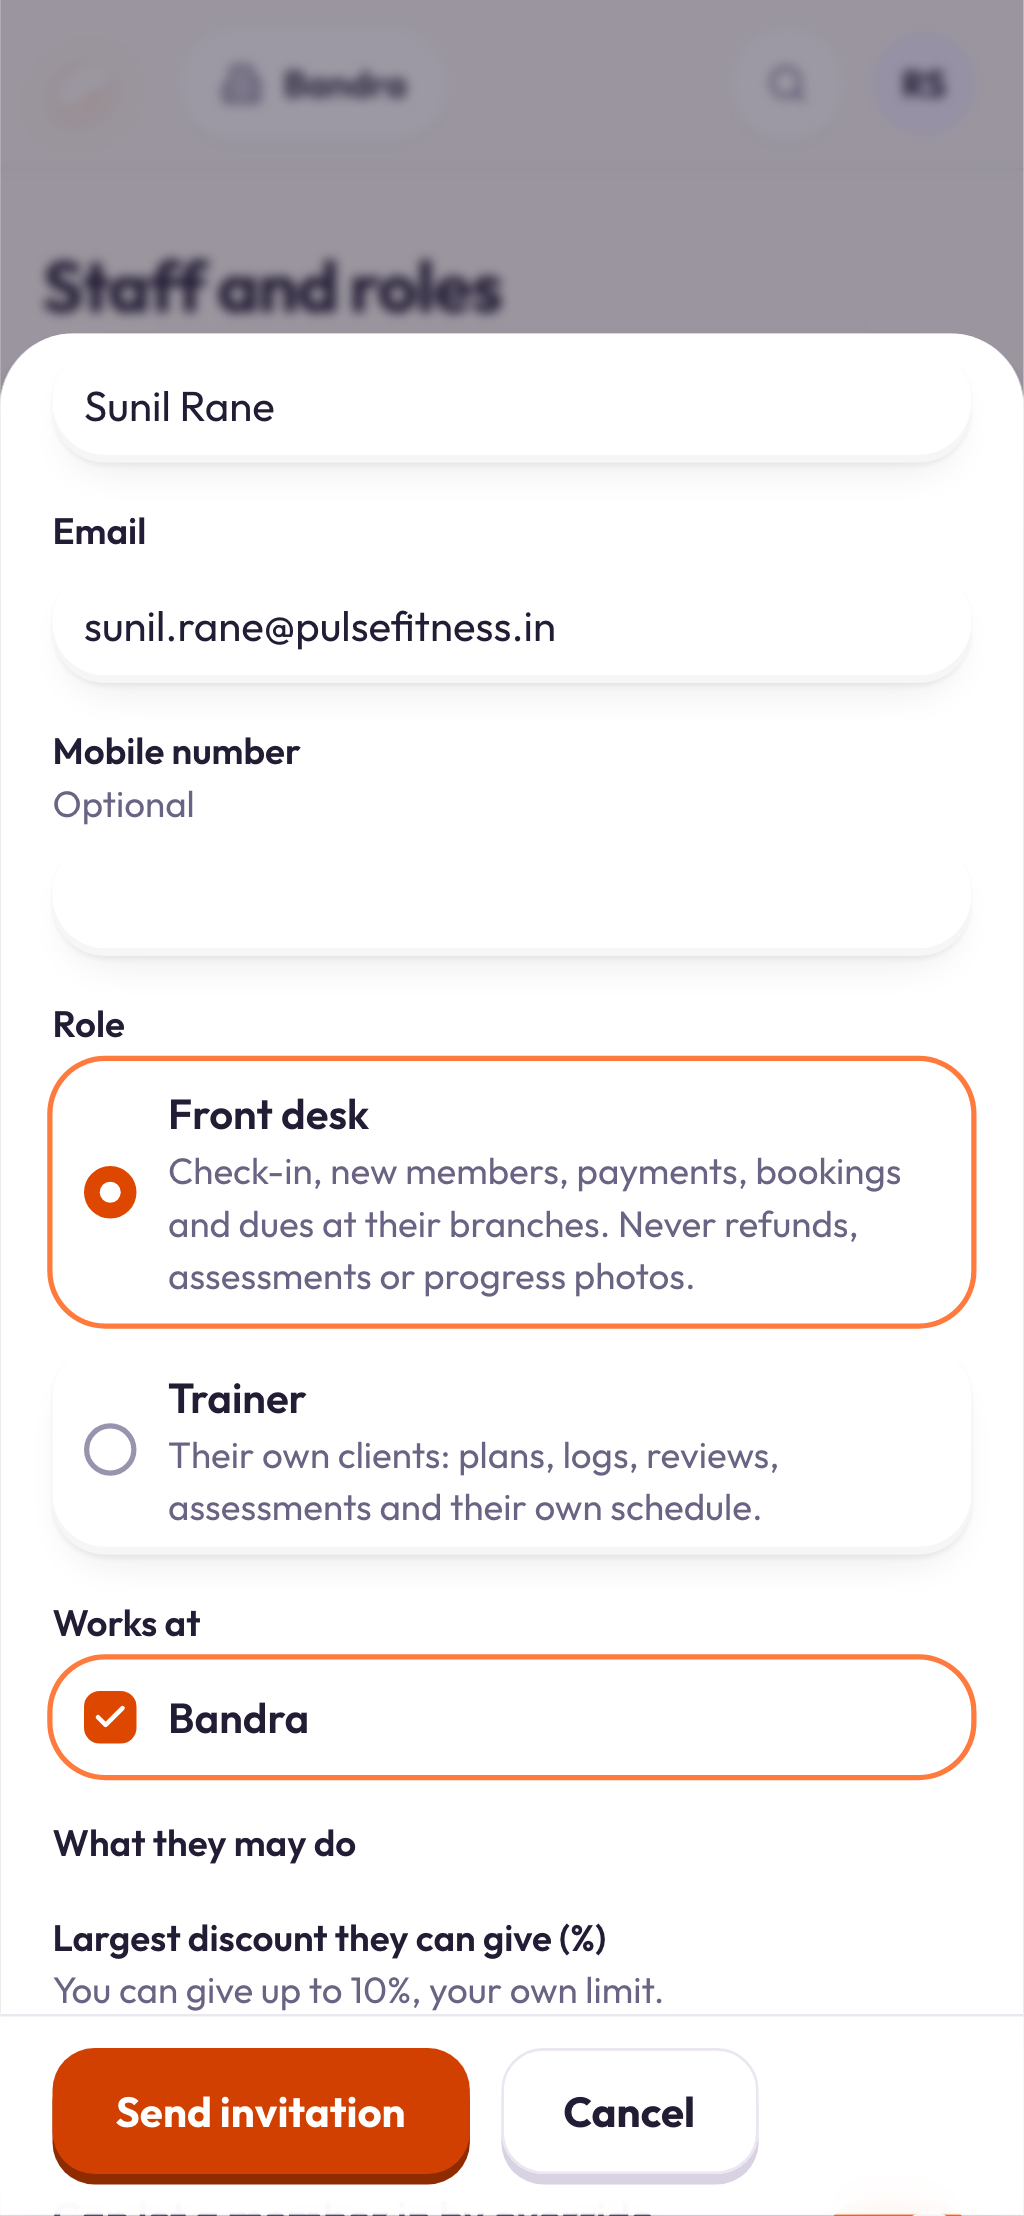 Bandra
RS
Staff and roles
Sunil Rane
Email
sunil.rane@pulsefitness.in
Mobile number
Optional
Role
Front desk
Check-in, new members, payments, bookings
and dues at their branches. Never refunds,
assessments or progress photos.
Trainer
Their own clients: plans, logs, reviews,
assessments and their own schedule.
Works at
Bandra
What they may do
Largest discount they can give (%)
You can give up to 10%, your own limit.
Send invitation
Cancel